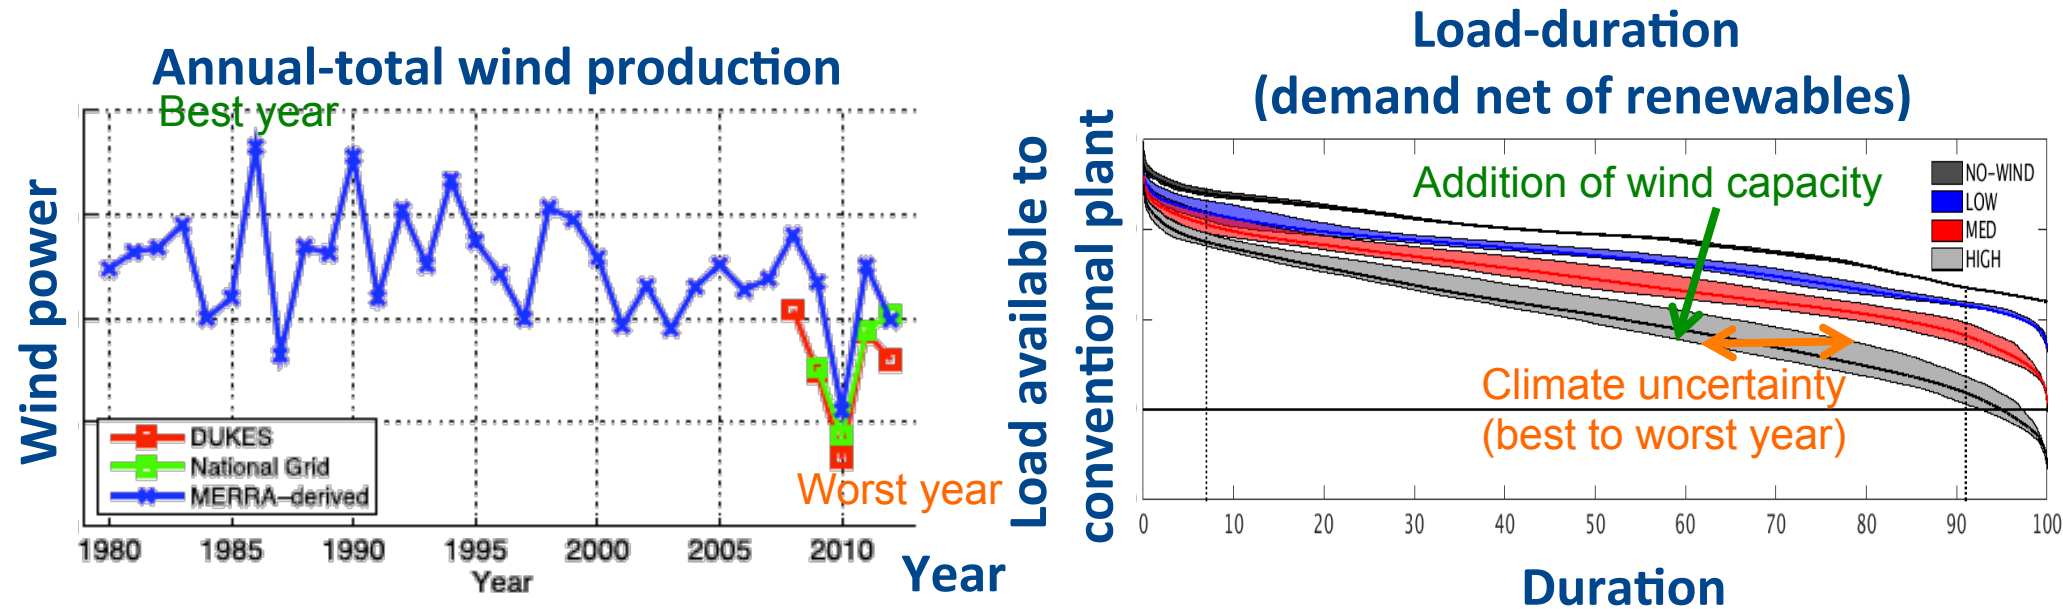 Annual-total wind production
Best year
Wind power
DUKES
National Grid
MERRA-derived
Worst year
1980 1985 1990 1995 2000 2005 2010
Year
Year
Load-duration
(demand net of renewables)
Load available to
conventional plant
Addition of wind capacity
NO-WIND
LOW
MED
HIGH
Climate uncertainty
(best to worst year)
0 10 20 30 40 50 60 70 80 90 100
Duration